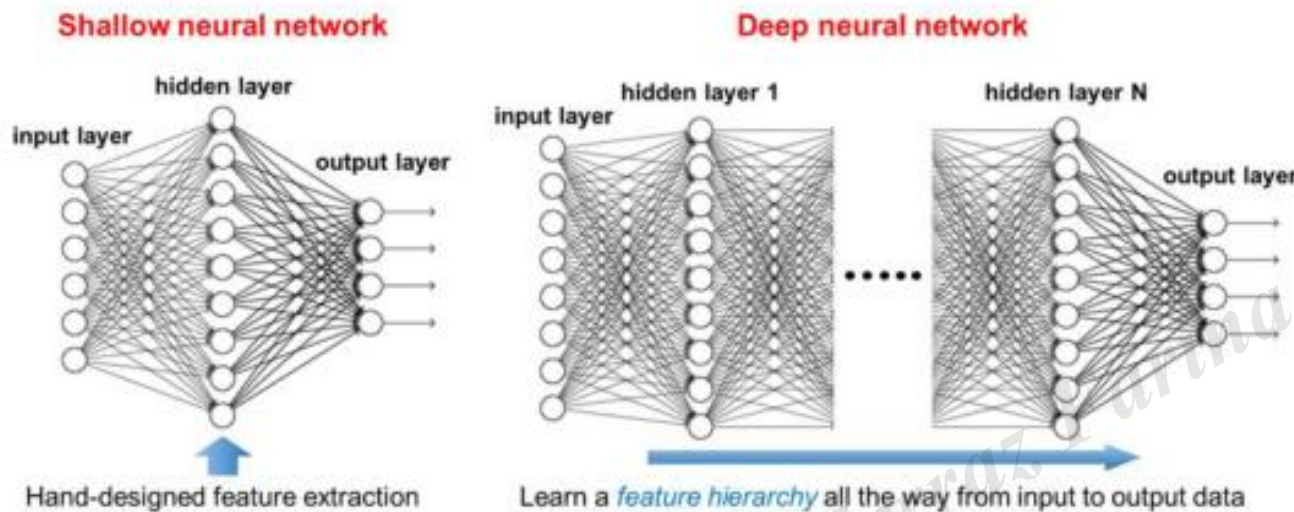 Shallow neural network
hidden layer
input layer
output layer
Hand-designed feature extraction
Deep neural network
hidden layer 1
hidden layer N
input layer
output layer
.....
Learn a feature hierarchy all the way from input to output data